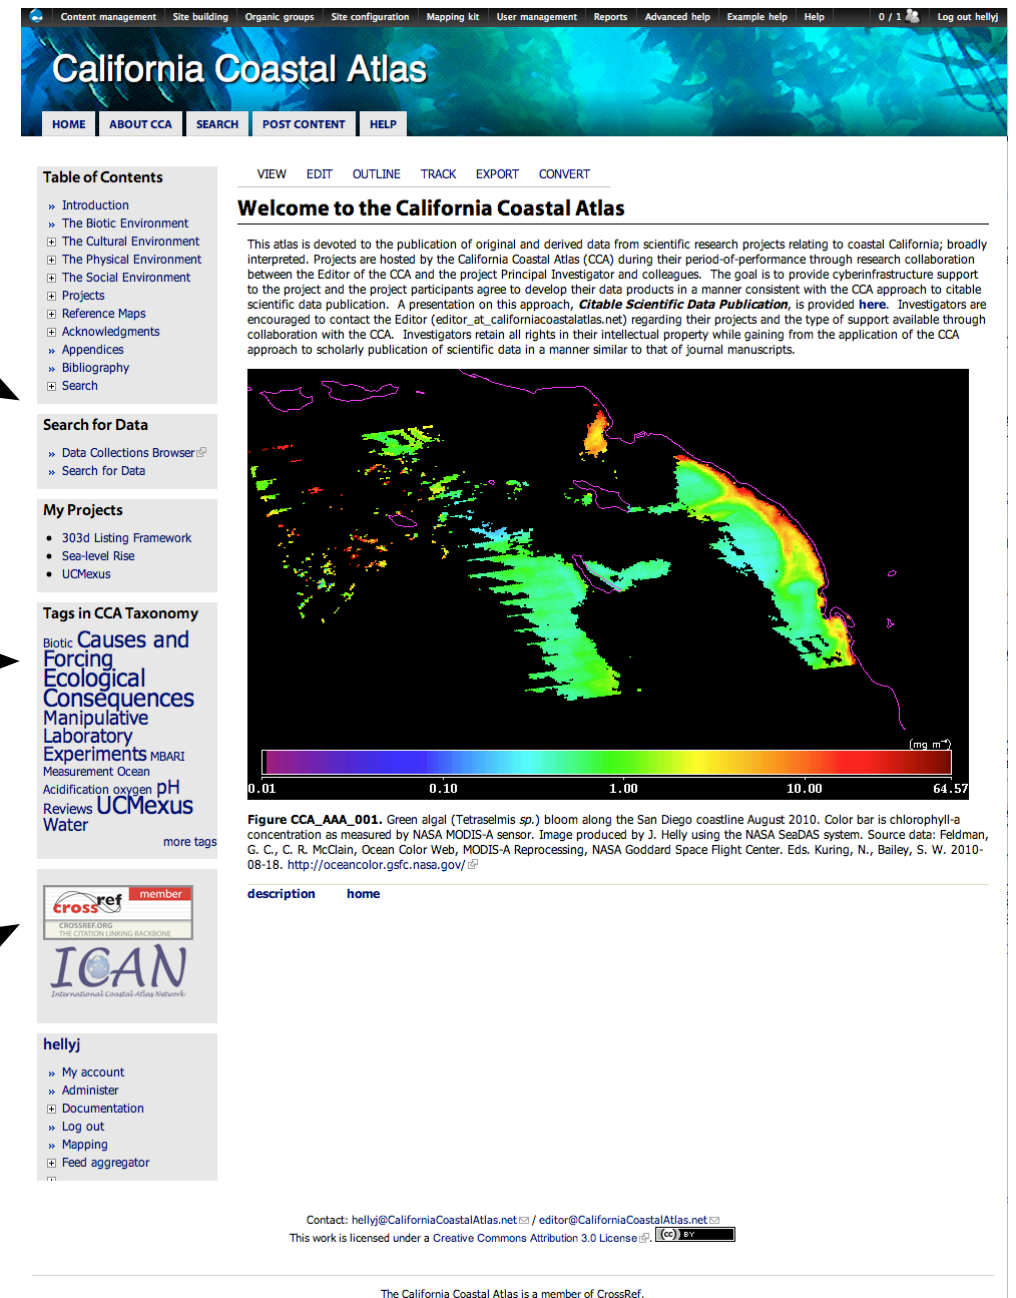 Content management Site building Organic groups Site configuration Mapping kit User management Reports Advanced help Example help Help 0 / 1 Log out hellyj
California Coastal Atlas
HOME ABOUT CCA SEARCH POST CONTENT HELP
Table of Contents
» Introduction
» The Biotic Environment
The Cultural Environment
The Physical Environment
The Social Environment
Projects
Reference Maps
Acknowledgments
» Appendices
» Bibliography
Search
Search for Data
» Data Collections Browser
» Search for Data
My Projects
• 303d Listing Framework
• Sea-level Rise
• UCMexus
Tags in CCA Taxonomy
Biotic Causes and
Forcing
Ecological
Consequences
Manipulative
Laboratory
Experiments MBARI
Measurement Ocean
Acidification oxygen pH
Reviews UCMexus
Water
more tags
crossref member
CROSSREF.ORG
THE CITATION LINKING BACKBONE
ICAN
International Coastal Atlas Network
hellyj
» My account
» Administer
Documentation
» Log out
» Mapping
Feed aggregator
VIEW EDIT OUTLINE TRACK EXPORT CONVERT
Welcome to the California Coastal Atlas
This atlas is devoted to the publication of original and derived data from scientific research projects relating to coastal California; broadly
interpreted. Projects are hosted by the California Coastal Atlas (CCA) during their period-of-performance through research collaboration
between the Editor of the CCA and the project Principal Investigator and colleagues. The goal is to provide cyberinfrastructure support
to the project and the project participants agree to develop their data products in a manner consistent with the CCA approach to citable
scientific data publication. A presentation on this approach, Citable Scientific Data Publication, is provided here. Investigators are
encouraged to contact the Editor (editor_at_californiacoastalatlas.net) regarding their projects and the type of support available through
collaboration with the CCA. Investigators retain all rights in their intellectual property while gaining from the application of the CCA
approach to scholarly publication of scientific data in a manner similar to that of journal manuscripts.
(mg m⁻³)
0.01 0.10 1.00 10.00 64.57
Figure CCA_AAA_001. Green algal (Tetraselmis sp.) bloom along the San Diego coastline August 2010. Color bar is chlorophyll-a
concentration as measured by NASA MODIS-A sensor. Image produced by J. Helly using the NASA SeaDAS system. Source data: Feldman,
G. C., C. R. McClain, Ocean Color Web, MODIS-A Reprocessing, NASA Goddard Space Flight Center. Eds. Kuring, N., Bailey, S. W. 2010-
08-18. http://oceancolor.gsfc.nasa.gov/
description home
Contact: hellyj@CaliforniaCoastalAtlas.net / editor@CaliforniaCoastalAtlas.net
This work is licensed under a Creative Commons Attribution 3.0 License. (cc) BY
The California Coastal Atlas is a member of CrossRef.